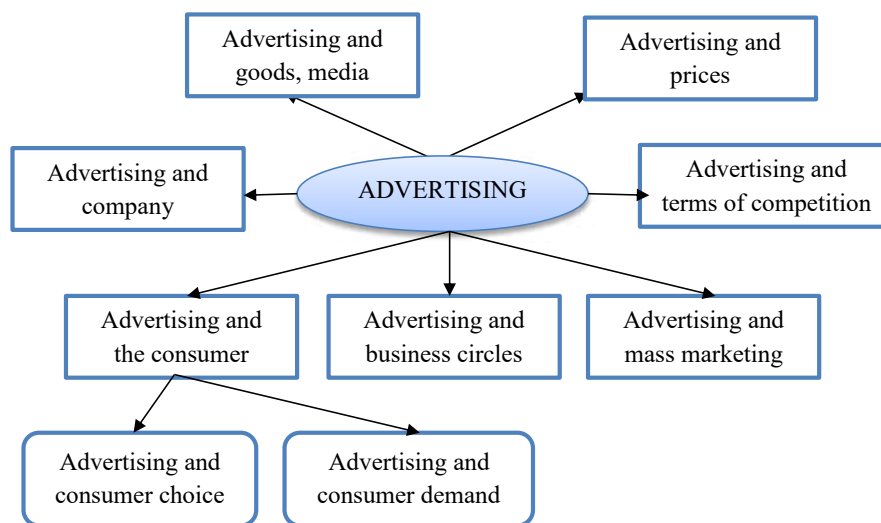 Advertising and
goods, media
Advertising and
prices
Advertising and
company
ADVERTISING
Advertising and
terms of competition
Advertising and
the consumer
Advertising and
business circles
Advertising and
mass marketing
Advertising and
consumer choice
Advertising and
consumer demand